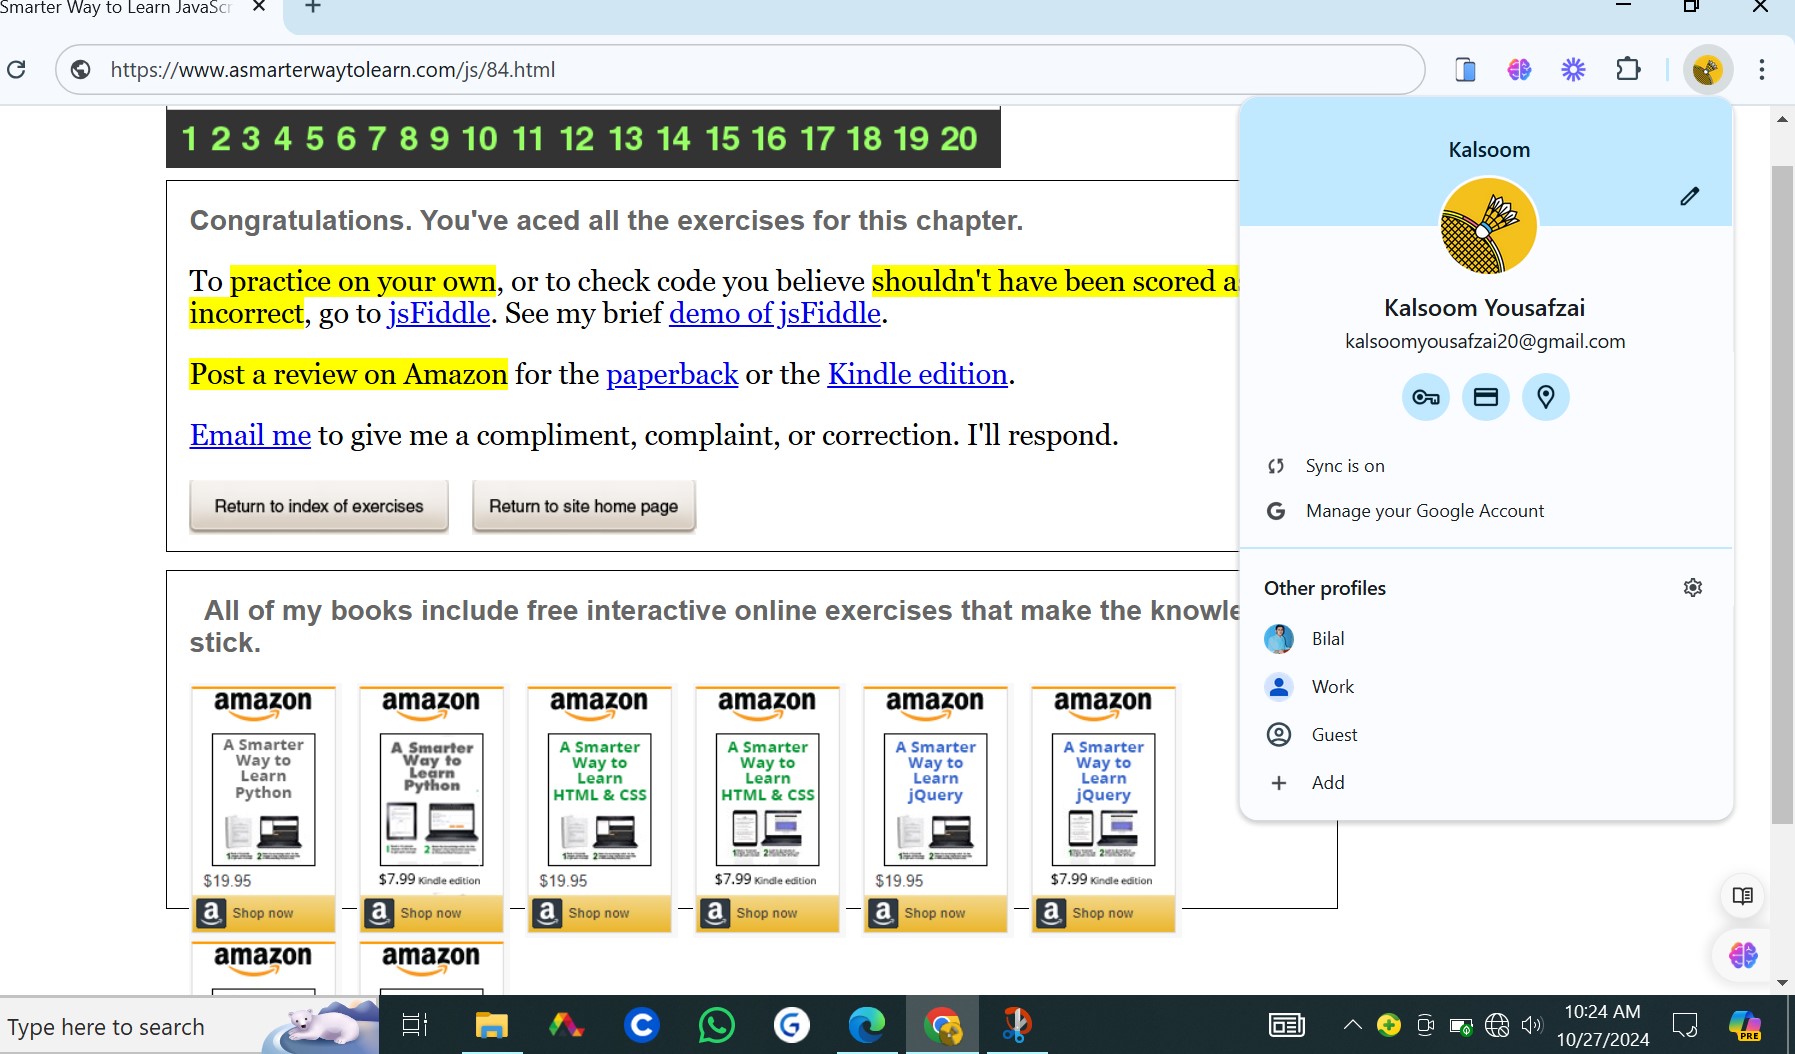 Smarter Way to Learn JavaScr
https://www.asmarterwaytolearn.com/js/84.html
1 2 3 4 5 6 7 8 9 10 11 12 13 14 15 16 17 18 19 20
Congratulations. You've aced all the exercises for this chapter.
To practice on your own, or to check code you believe shouldn't have been scored a
incorrect, go to jsFiddle. See my brief demo of jsFiddle.
Post a review on Amazon for the paperback or the Kindle edition.
Email me to give me a compliment, complaint, or correction. I'll respond.
Return to index of exercises
Return to site home page
All of my books include free interactive online exercises that make the knowle
stick.
amazon
A Smarter
Way to
Learn
Python
$19.95
Shop now
amazon
A Smarter
Way to
Learn
Python
$7.99 Kindle edition
Shop now
amazon
A Smarter
Way to
Learn
HTML & CSS
$19.95
Shop now
amazon
A Smarter
Way to
Learn
HTML & CSS
$7.99 Kindle edition
Shop now
amazon
A Smarter
Way to
Learn
jQuery
$19.95
Shop now
amazon
A Smarter
Way to
Learn
jQuery
$7.99 Kindle edition
Shop now
amazon
amazon
Kalsoom
Kalsoom Yousafzai
kalsoomyousafzai20@gmail.com
Sync is on
Manage your Google Account
Other profiles
Bilal
Work
Guest
Add
Type here to search
10:24 AM
10/27/2024
PRE